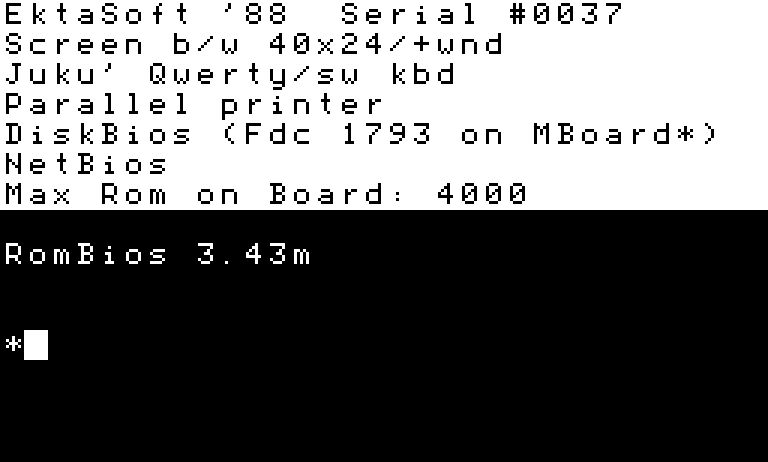 EktaSoft '88  Serial #0037
Screen b/w 40x24/+wnd
Juku' Qwerty/sw kbd
Parallel printer
DiskBios (Fdc 1793 on MBoard*)
NetBios
Max Rom on Board: 4000
RomBios 3.43m
*